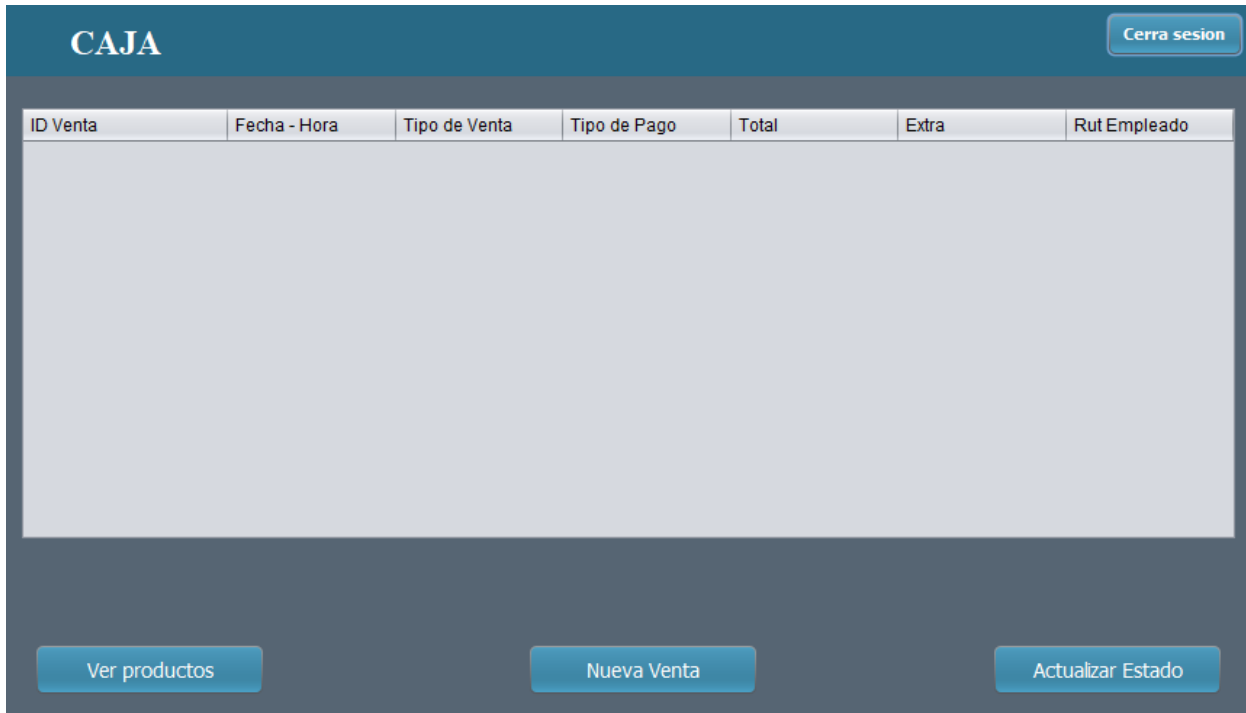 CAJA
Cerra sesion
ID Venta Fecha - Hora Tipo de Venta Tipo de Pago Total Extra Rut Empleado
Ver productos Nueva Venta Actualizar Estado